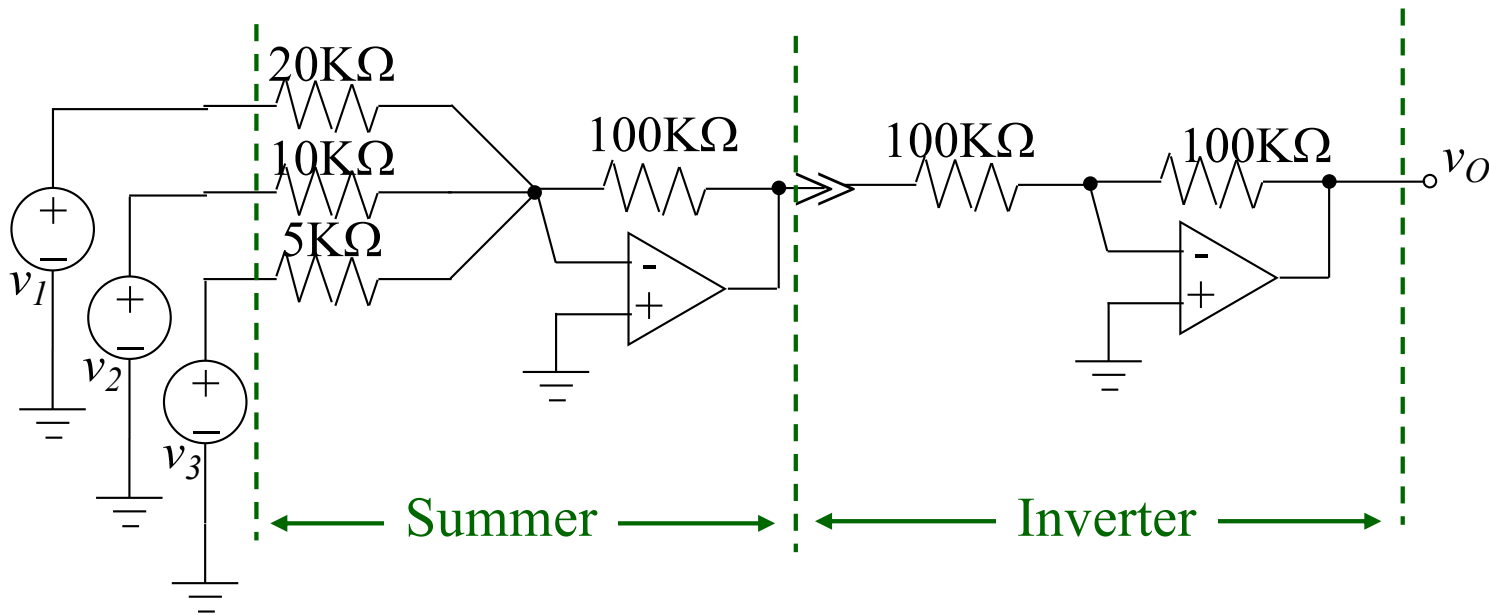 20KΩ
10KΩ
5KΩ
100KΩ
100KΩ
100KΩ
vO
+
−
v1
+
−
v2
+
−
v3
-
+
-
+
Summer
Inverter